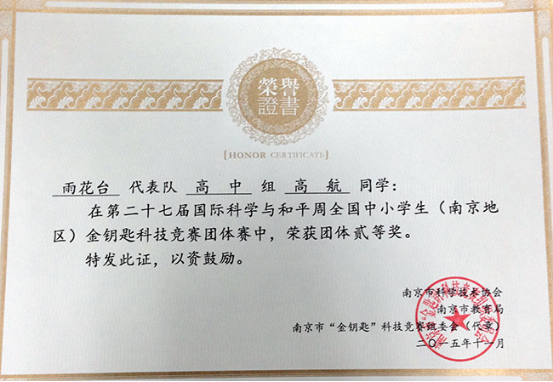 榮譽
證書
[HONOR CERTIFICATE]
雨花台 代表队 高 中 组 高 航 同学：
在第二十七届国际科学与和平周全国中小学生（南京地
区）金钥匙科技竞赛团体赛中，荣获团体贰等奖。
特发此证，以资鼓励。
南京市科学技术协会
南京市教育局
南京市“金钥匙”科技竞赛组委会（代章）
二〇一五年十一月